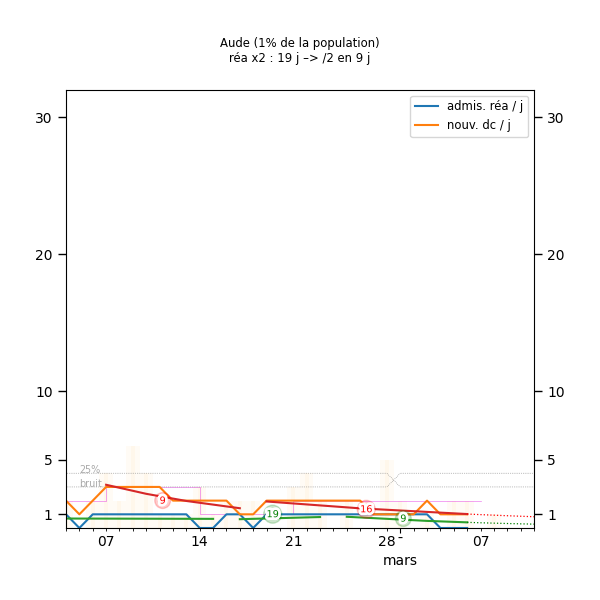 Aude (1% de la population)
réa x2 : 19 j –> /2 en 9 j
admis. réa / j
nouv. dc / j
30 30
20 20
10 10
5 5
25%
bruit
9 19 16 9
1 1
07 14 21 28 07
mars